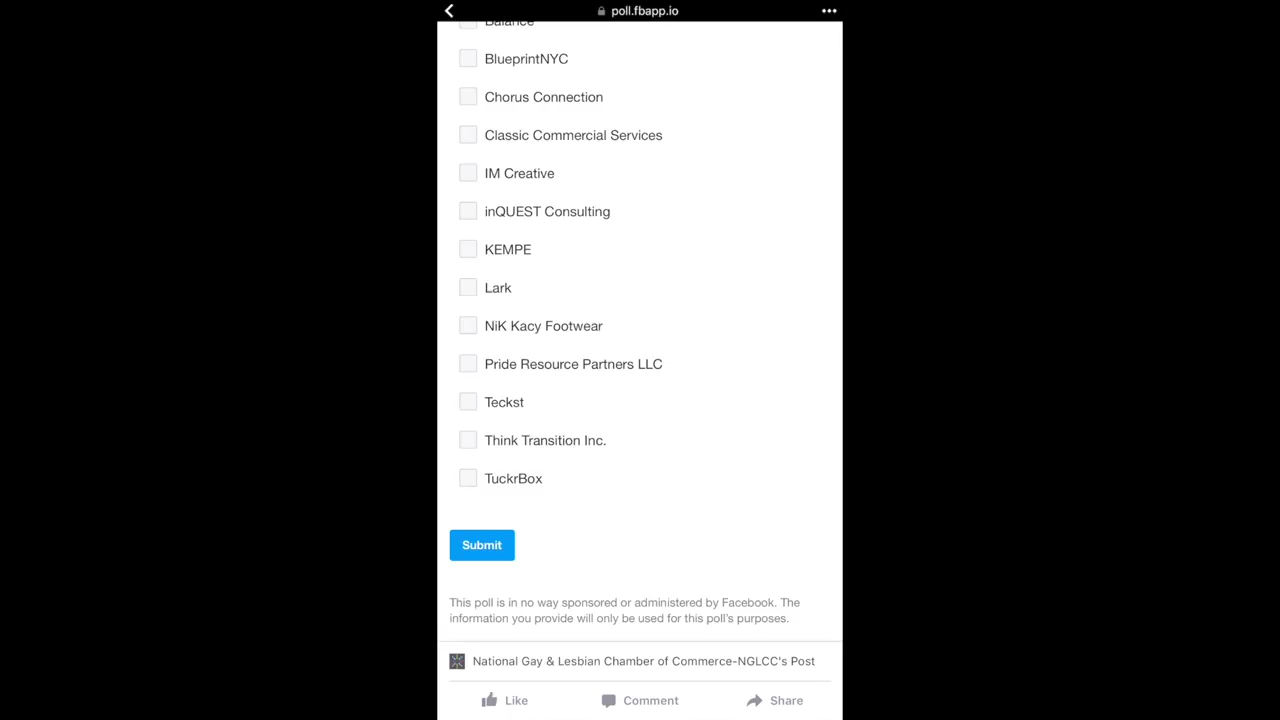 poll.fbapp.io
Balance
BlueprintNYC
Chorus Connection
Classic Commercial Services
IM Creative
inQUEST Consulting
KEMPE
Lark
NiK Kacy Footwear
Pride Resource Partners LLC
Teckst
Think Transition Inc.
TuckrBox
Submit
This poll is in no way sponsored or administered by Facebook. The
information you provide will only be used for this poll's purposes.
National Gay & Lesbian Chamber of Commerce-NGLCC's Post
Like Comment Share